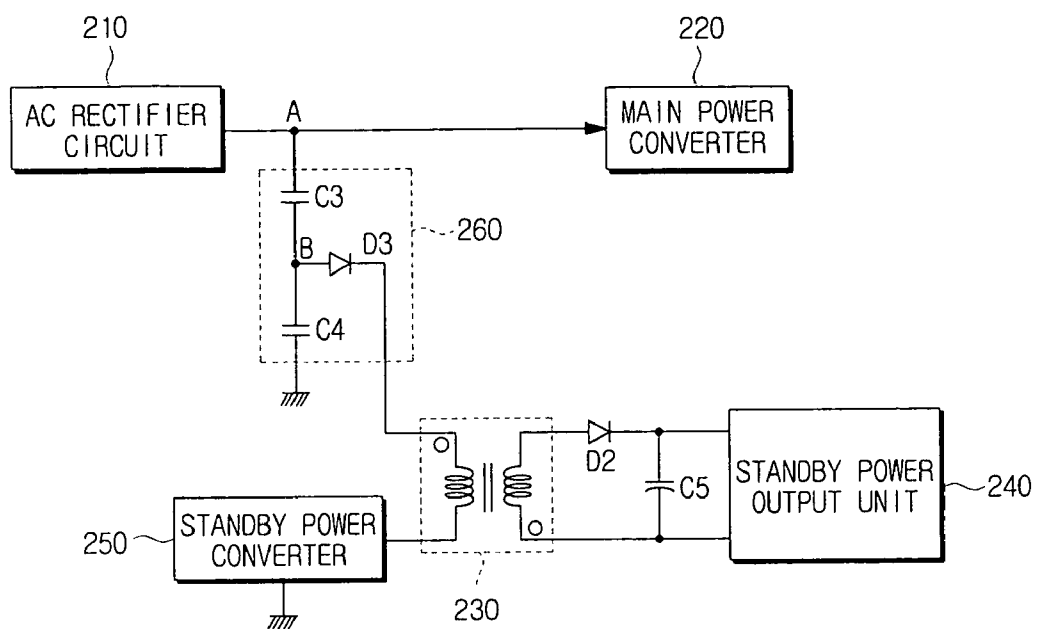 210
220
AC RECTIFIER
CIRCUIT
A
MAIN POWER
CONVERTER
C3
260
B
D3
C4
D2
C5
STANDBY POWER
OUTPUT UNIT
240
250
STANDBY POWER
CONVERTER
230